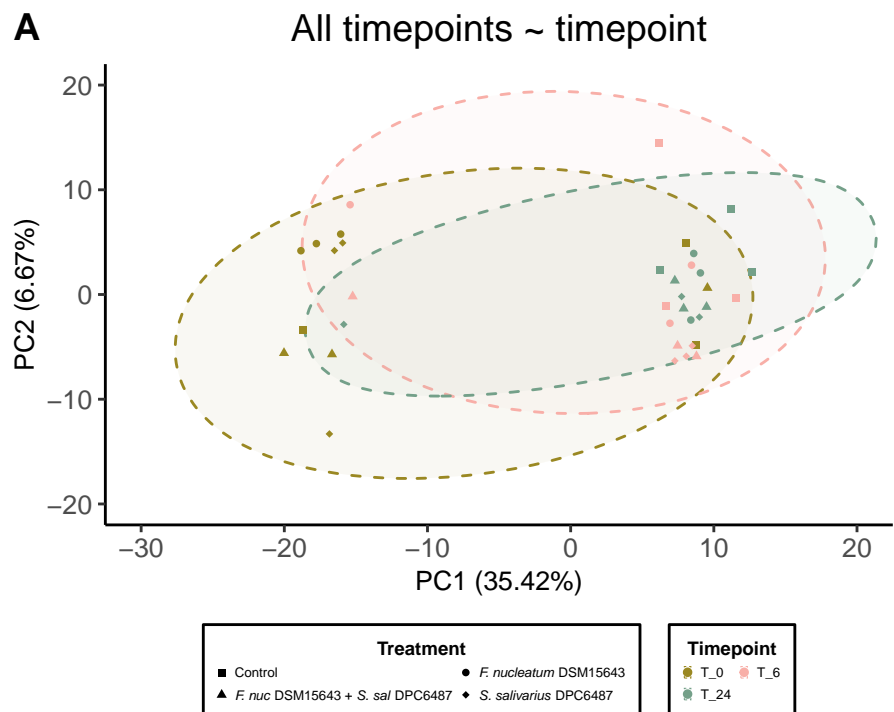 A
All timepoints ~ timepoint
20
10
0
−10
−20
PC2 (6.67%)
−30 −20 −10 0 10 20
PC1 (35.42%)
Treatment
Control
F. nucleatum DSM15643
F. nuc DSM15643 + S. sal DPC6487
S. salivarius DPC6487
Timepoint
T_0
T_6
T_24